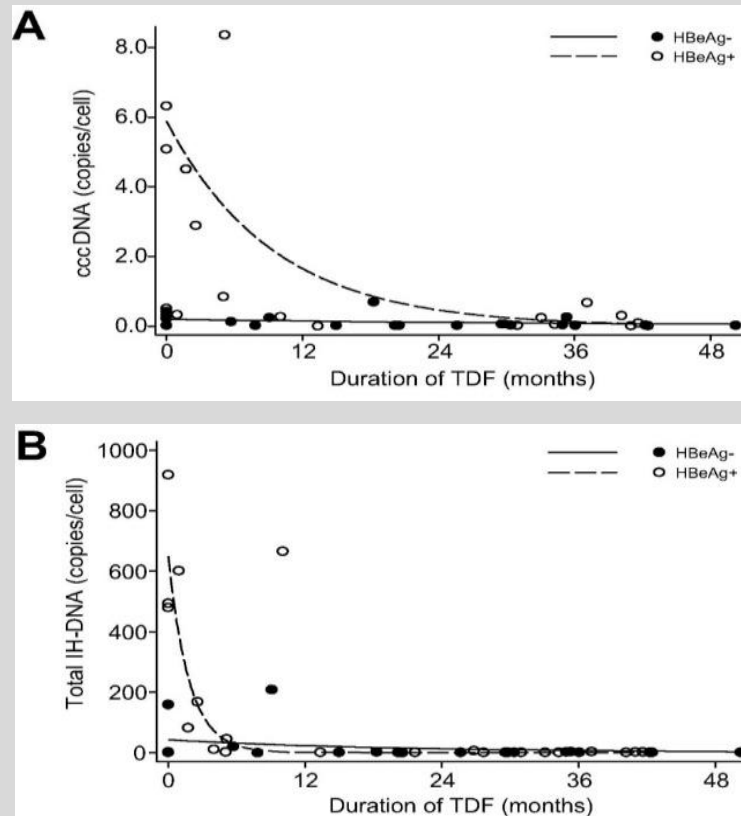 A
8.0
6.0
4.0
2.0
0.0
cccDNA (copies/cell)
HBeAg-
HBeAg+
0 12 24 36 48
Duration of TDF (months)
B
1000
800
600
400
200
0
Total IH-DNA (copies/cell)
HBeAg-
HBeAg+
0 12 24 36 48
Duration of TDF (months)